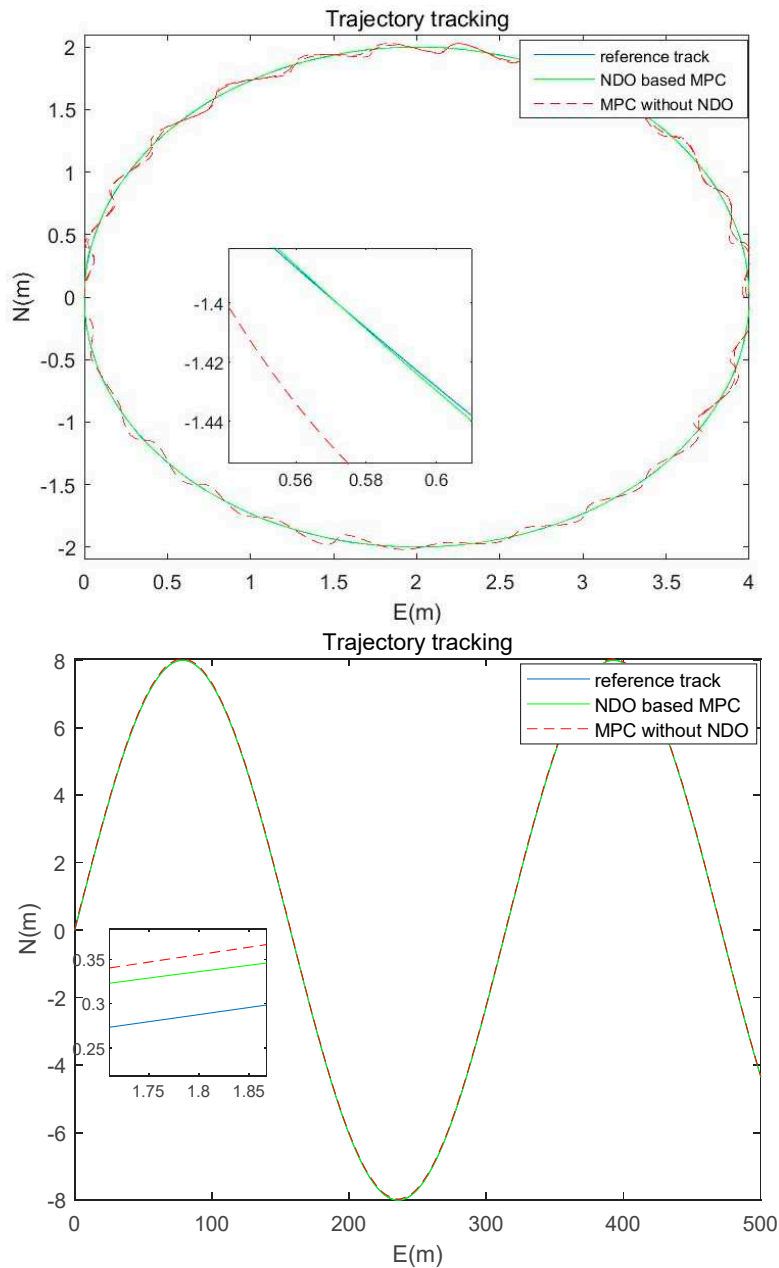 Trajectory tracking
reference track
NDO based MPC
MPC without NDO
2
1.5
1
0.5
0
-0.5
-1
-1.5
-2
N(m)
-1.4
-1.42
-1.44
0.56 0.58 0.6
0 0.5 1 1.5 2 2.5 3 3.5 4
E(m)
Trajectory tracking
reference track
NDO based MPC
MPC without NDO
8
6
4
2
0
-2
-4
-6
-8
N(m)
0.35
0.3
0.25
1.75 1.8 1.85
0 100 200 300 400 500
E(m)